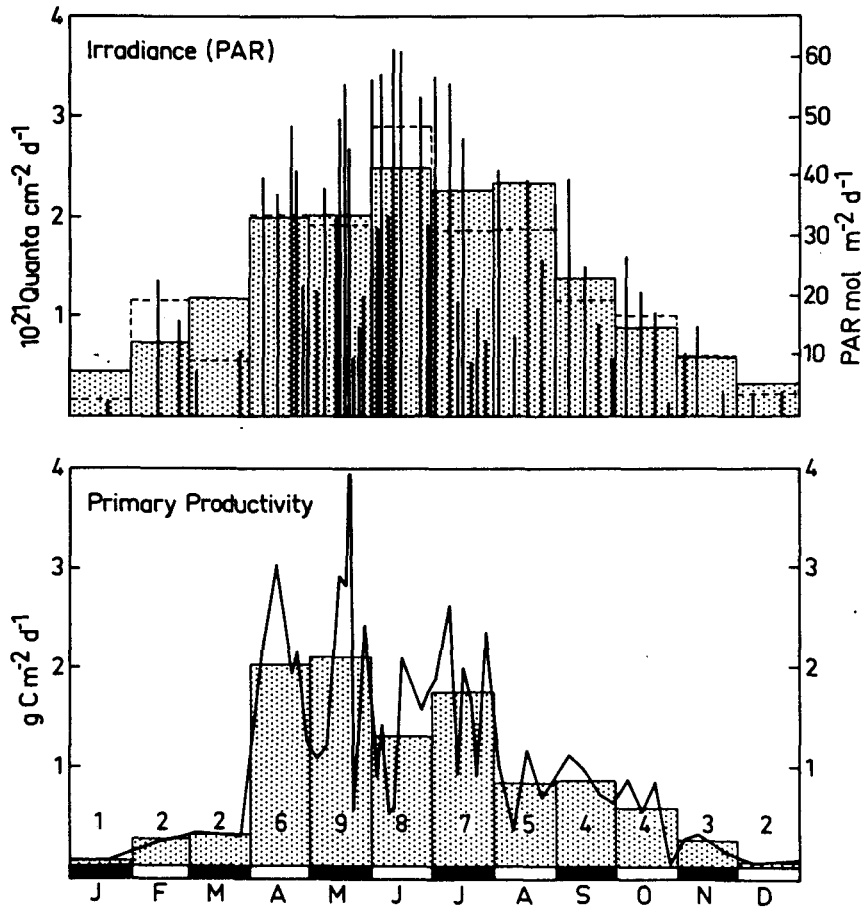 Irradiance (PAR)
4
3
2
1
10²¹ Quanta cm⁻² d⁻¹
60
50
40
30
20
10
PAR mol m⁻² d⁻¹
Primary Productivity
4
3
2
1
g C m⁻² d⁻¹
4
3
2
1
1 2 2 6 9 8 7 5 4 4 3 2
J F M A M J J A S O N D